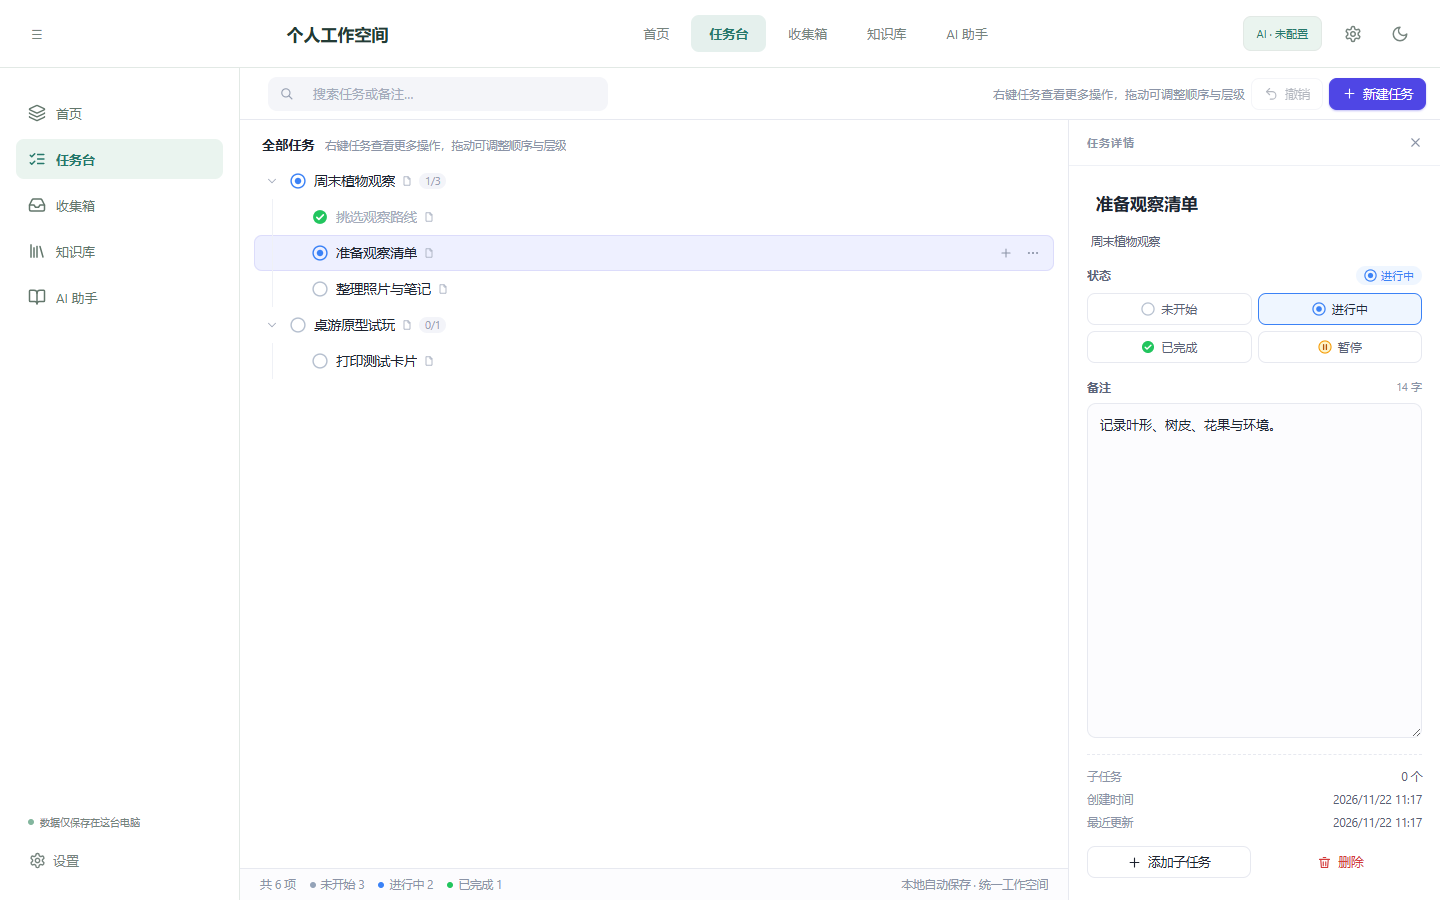 个人工作空间
首页
任务台
收集箱
知识库
AI 助手
AI · 未配置
首页
任务台
收集箱
知识库
AI 助手
数据仅保存在这台电脑
设置
搜索任务或备注...
右键任务查看更多操作，拖动可调整顺序与层级
撤销
新建任务
全部任务 右键任务查看更多操作，拖动可调整顺序与层级
周末植物观察 1/3
挑选观察路线
准备观察清单
整理照片与笔记
桌游原型试玩 0/1
打印测试卡片
共 6 项 未开始 3 进行中 2 已完成 1
本地自动保存 · 统一工作空间
任务详情
准备观察清单
周末植物观察
状态 进行中
未开始 进行中
已完成 暂停
备注 14 字
记录叶形、树皮、花果与环境。
子任务 0 个
创建时间 2026/11/22 11:17
最近更新 2026/11/22 11:17
添加子任务 删除